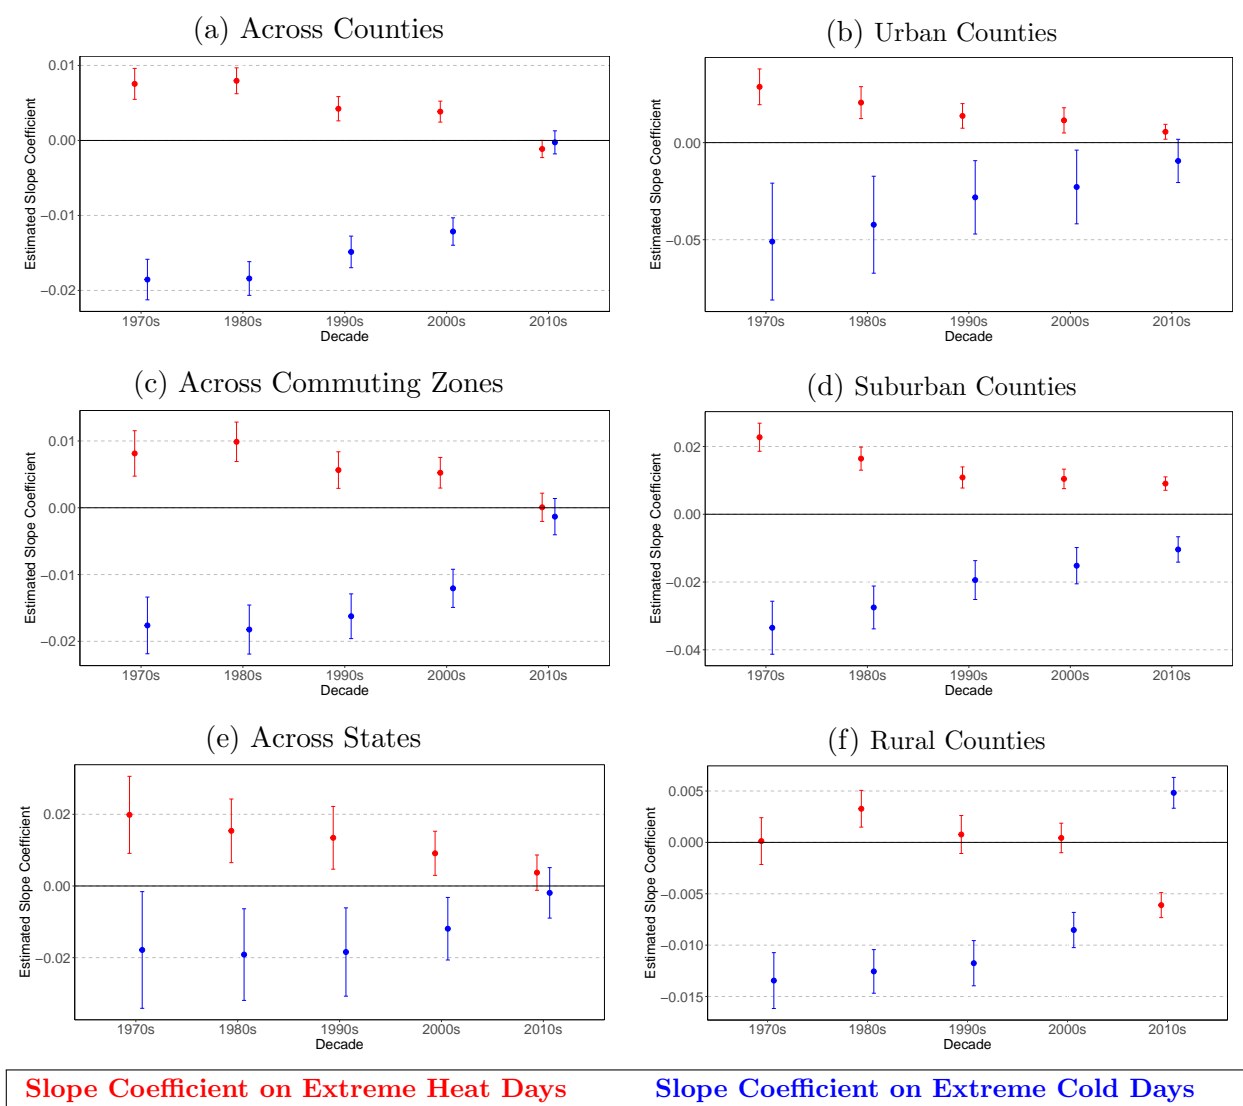 (a) Across Counties
Estimated Slope Coefficient
0.01
0.00
−0.01
−0.02
1970s 1980s 1990s 2000s 2010s
Decade
(b) Urban Counties
Estimated Slope Coefficient
0.00
−0.05
1970s 1980s 1990s 2000s 2010s
Decade
(c) Across Commuting Zones
Estimated Slope Coefficient
0.01
0.00
−0.01
−0.02
1970s 1980s 1990s 2000s 2010s
Decade
(d) Suburban Counties
Estimated Slope Coefficient
0.02
0.00
−0.02
−0.04
1970s 1980s 1990s 2000s 2010s
Decade
(e) Across States
Estimated Slope Coefficient
0.02
0.00
−0.02
1970s 1980s 1990s 2000s 2010s
Decade
(f) Rural Counties
Estimated Slope Coefficient
0.005
0.000
−0.005
−0.010
−0.015
1970s 1980s 1990s 2000s 2010s
Decade
Slope Coefficient on Extreme Heat Days
Slope Coefficient on Extreme Cold Days